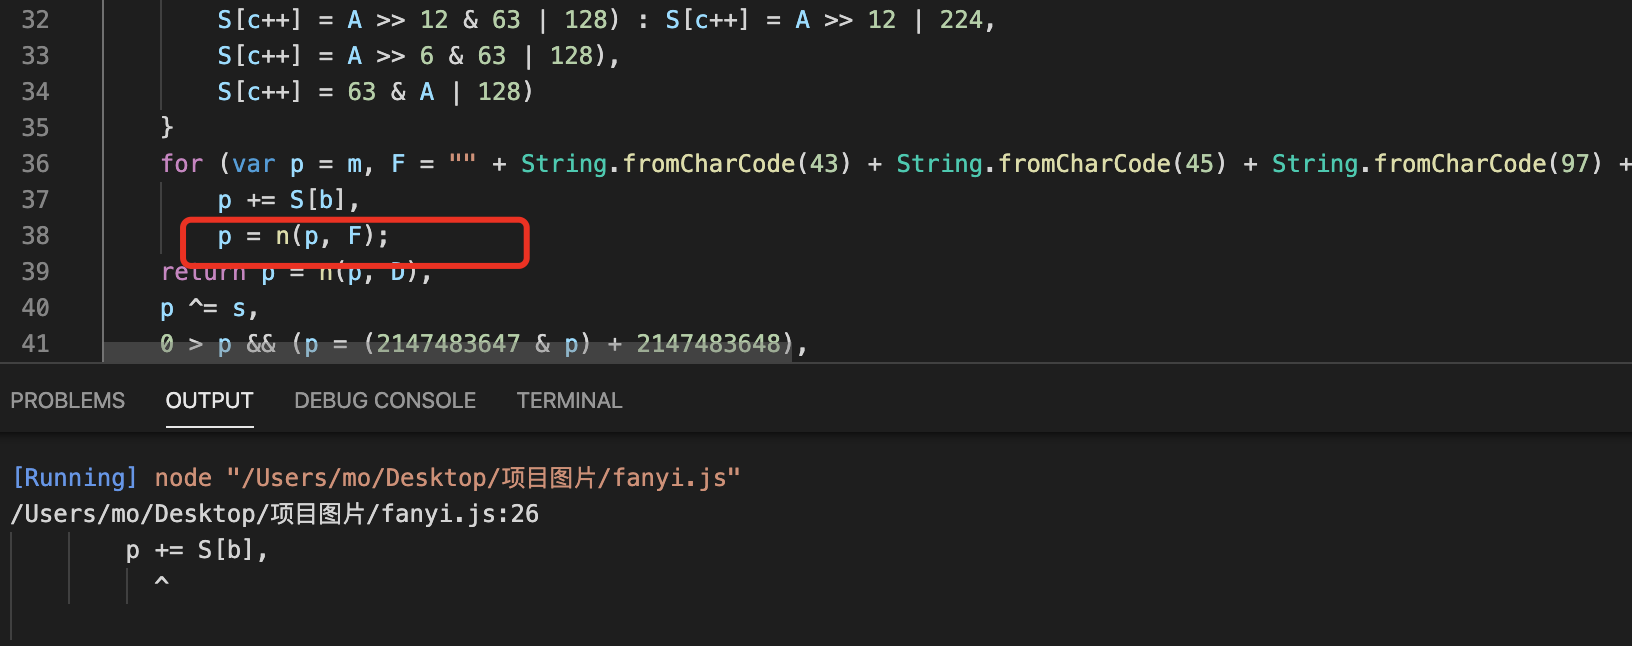 32 S[c++] = A >> 12 & 63 | 128) : S[c++] = A >> 12 | 224,
33 S[c++] = A >> 6 & 63 | 128),
34 S[c++] = 63 & A | 128)
35 }
36 for (var p = m, F = "" + String.fromCharCode(43) + String.fromCharCode(45) + String.fromCharCode(97) +
37 p += S[b],
38 p = n(p, F);
39 return p = n(p, D),
40 p ^= s,
41 0 > p && (p = (2147483647 & p) + 2147483648),
PROBLEMS OUTPUT DEBUG CONSOLE TERMINAL
[Running] node "/Users/mo/Desktop/项目图片/fanyi.js"
/Users/mo/Desktop/项目图片/fanyi.js:26
p += S[b],
^